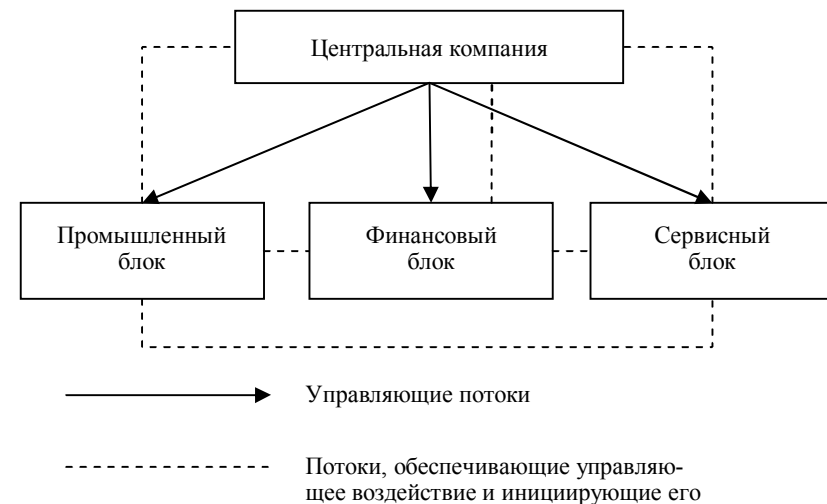 Центральная компания
Промышленный
блок
Финансовый
блок
Сервисный
блок
Управляющие потоки
Потоки, обеспечивающие управляю-
щее воздействие и инициирующие его